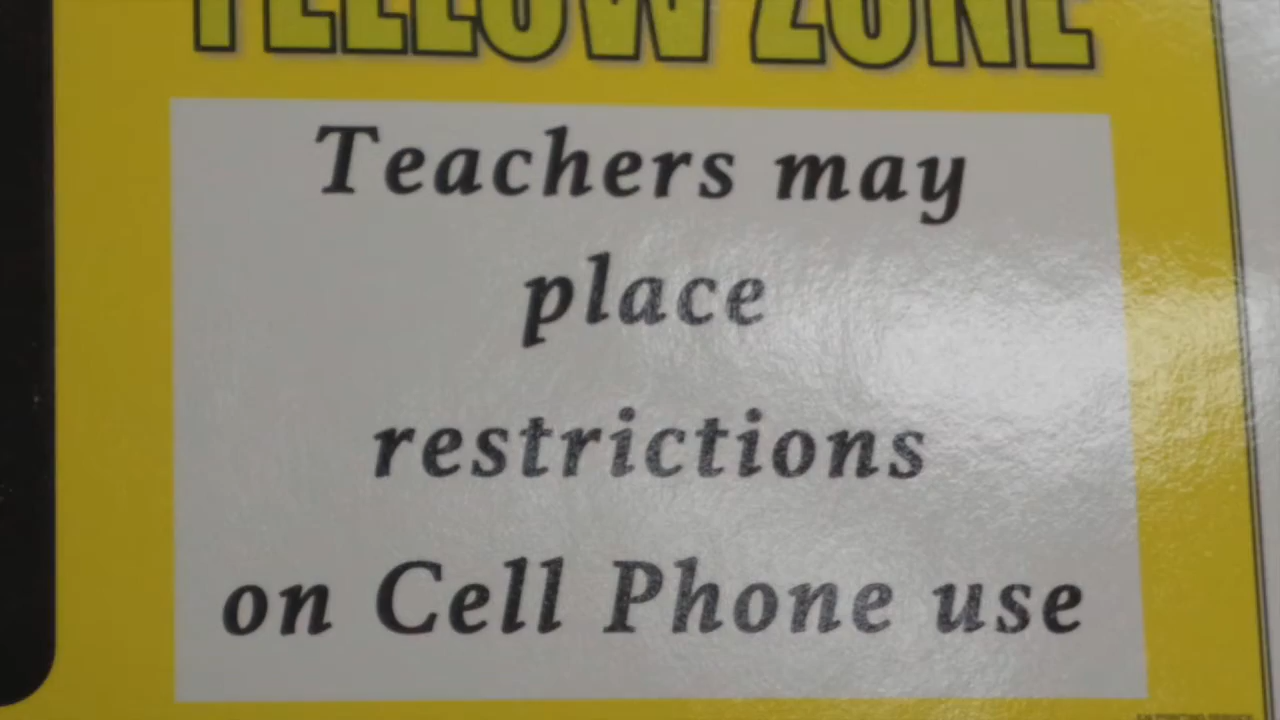 YELLOW ZONE
Teachers may
place
restrictions
on Cell Phone use